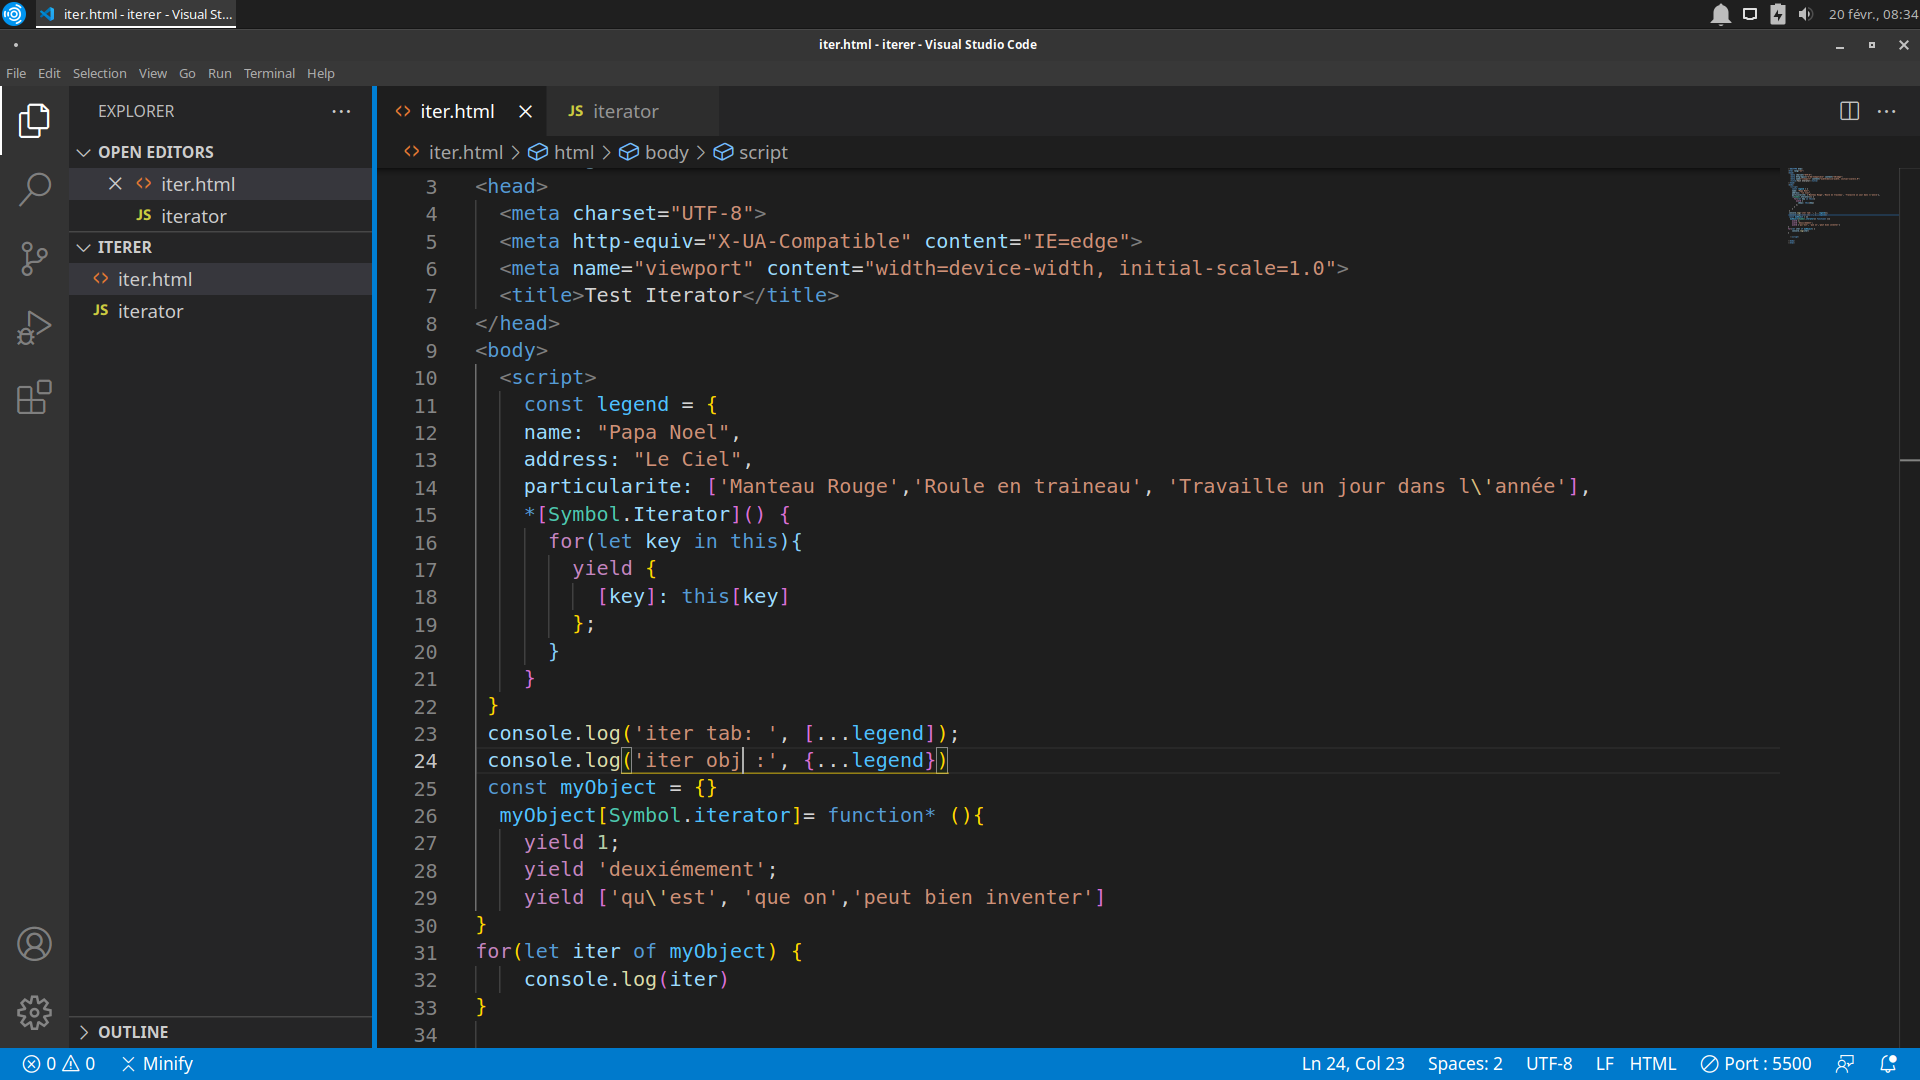 iter.html - iterer - Visual St...
20 févr., 08:34
iter.html - iterer - Visual Studio Code
File Edit Selection View Go Run Terminal Help
EXPLORER
OPEN EDITORS
iter.html
JS iterator
ITERER
iter.html
JS iterator
OUTLINE
iter.html JS iterator
iter.html > html > body > script
3 <head>
4 <meta charset="UTF-8">
5 <meta http-equiv="X-UA-Compatible" content="IE=edge">
6 <meta name="viewport" content="width=device-width, initial-scale=1.0">
7 <title>Test Iterator</title>
8 </head>
9 <body>
10 <script>
11 const legend = {
12 name: "Papa Noel",
13 address: "Le Ciel",
14 particularite: ['Manteau Rouge','Roule en traineau', 'Travaille un jour dans l\'année'],
15 *[Symbol.Iterator]() {
16 for(let key in this){
17 yield {
18 [key]: this[key]
19 };
20 }
21 }
22 }
23 console.log('iter tab: ', [...legend]);
24 console.log('iter obj :', {...legend})
25 const myObject = {}
26 myObject[Symbol.iterator]= function* (){
27 yield 1;
28 yield 'deuxiémement';
29 yield ['qu\'est', 'que on','peut bien inventer']
30 }
31 for(let iter of myObject) {
32 console.log(iter)
33 }
34
0 0 Minify Ln 24, Col 23 Spaces: 2 UTF-8 LF HTML Port : 5500